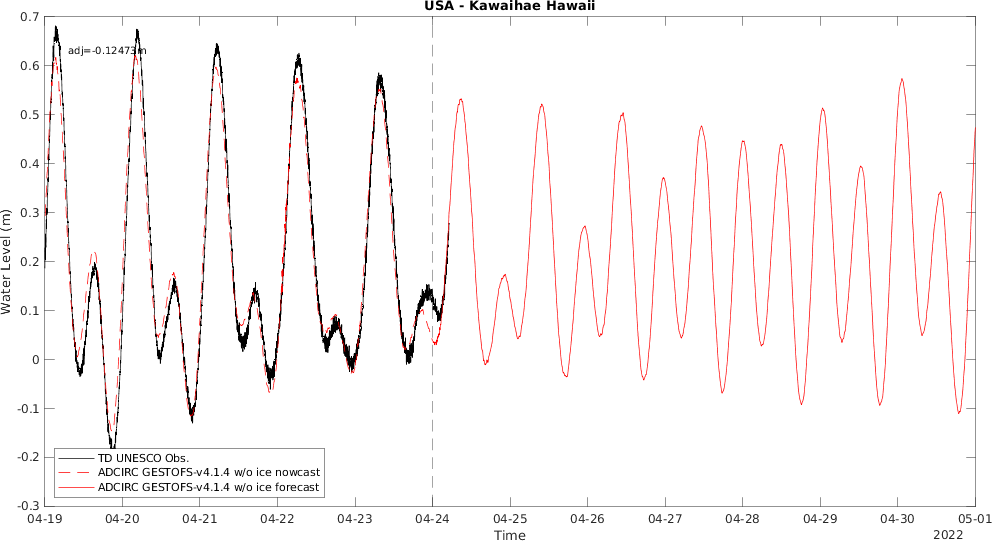 USA - Kawaihae Hawaii
0.7
adj=-0.12473m
0.6
0.5
0.4
0.3
0.2
0.1
0
-0.1
-0.2
-0.3
Water Level (m)
TD UNESCO Obs.
ADCIRC GESTOFS-v4.1.4 w/o ice nowcast
ADCIRC GESTOFS-v4.1.4 w/o ice forecast
04-19 04-20 04-21 04-22 04-23 04-24 04-25 04-26 04-27 04-28 04-29 04-30 05-01
Time
2022